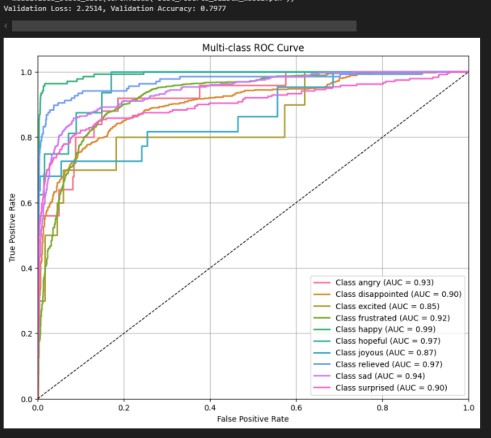 Validation Loss: 2.2514, Validation Accuracy: 0.7977
Multi-class ROC Curve
1.0
0.8
0.6
0.4
0.2
0.0
True Positive Rate
Class angry (AUC = 0.93)
Class disappointed (AUC = 0.90)
Class excited (AUC = 0.85)
Class frustrated (AUC = 0.92)
Class happy (AUC = 0.99)
Class hopeful (AUC = 0.97)
Class joyous (AUC = 0.87)
Class relieved (AUC = 0.97)
Class sad (AUC = 0.94)
Class surprised (AUC = 0.90)
0.0 0.2 0.4 0.6 0.8 1.0
False Positive Rate